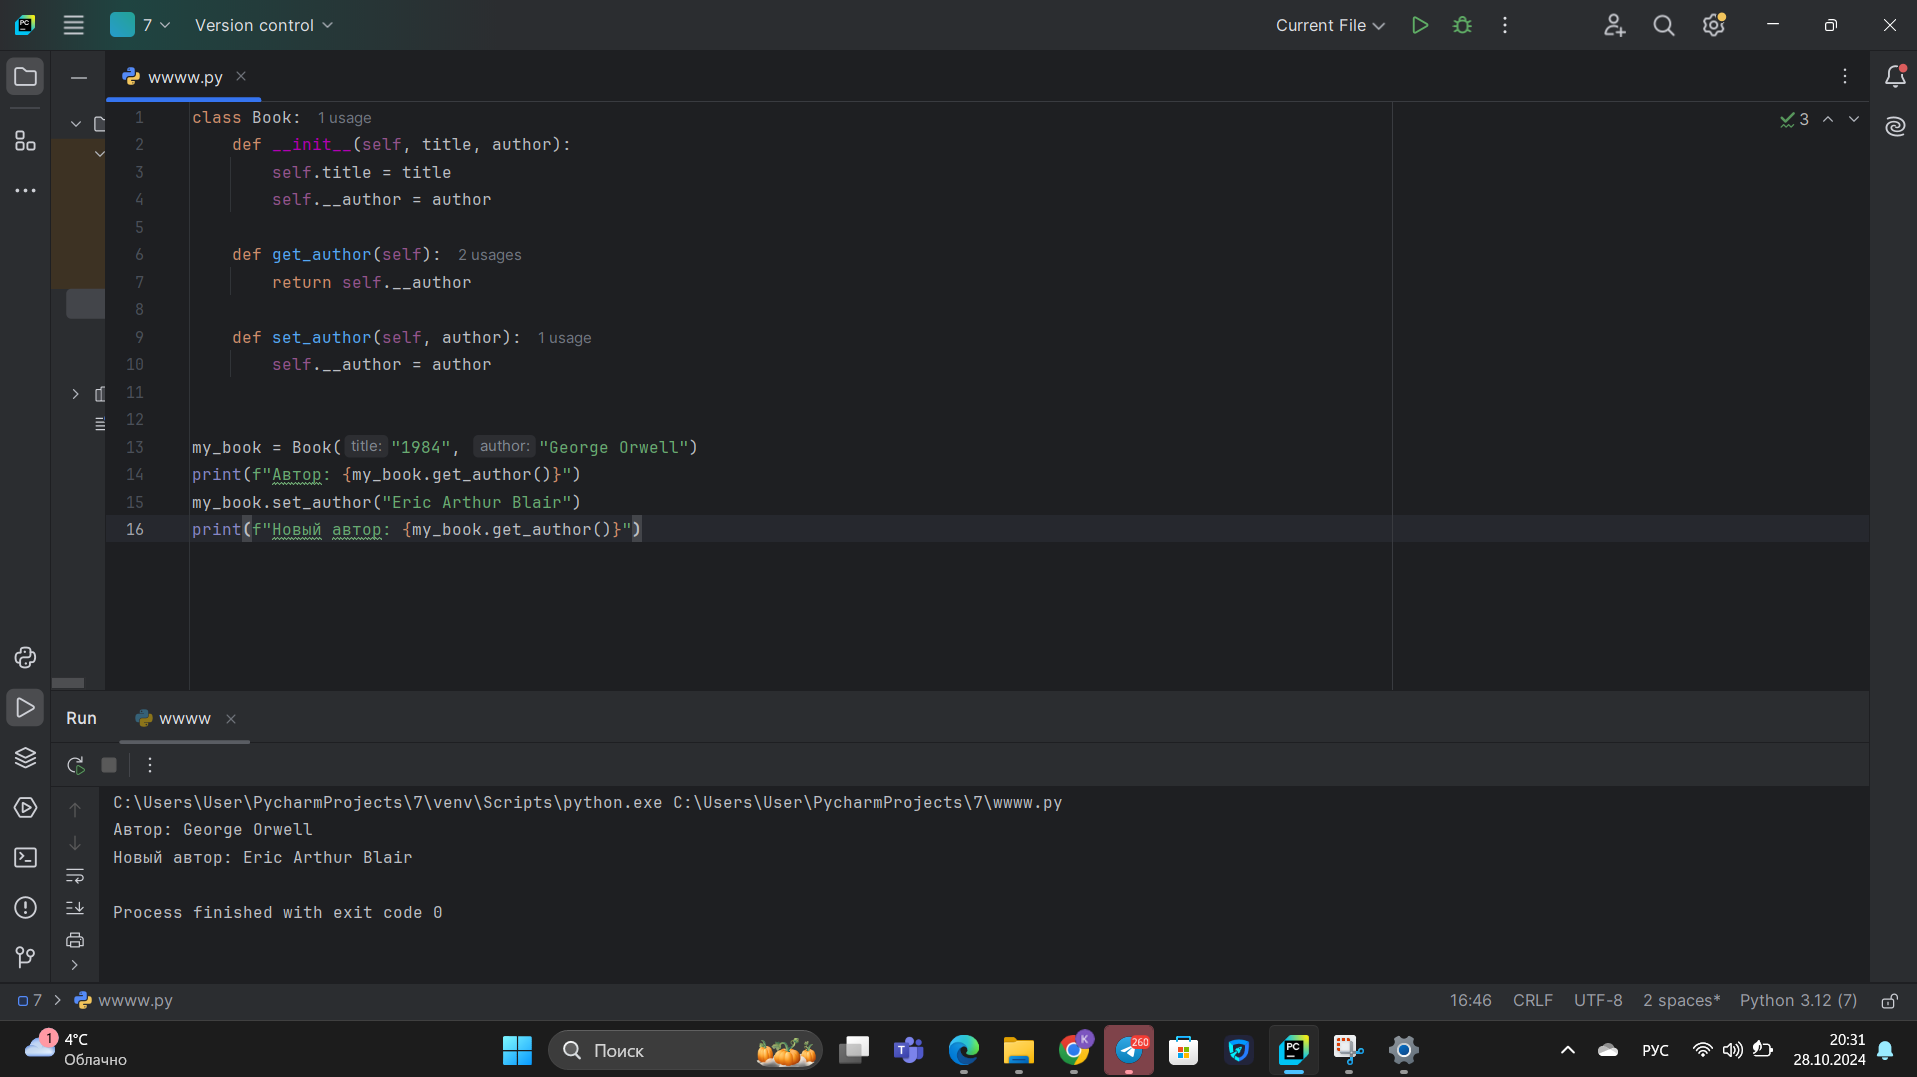 7
Version control
Current File
wwww.py
1 class Book: 1 usage
2 def __init__(self, title, author):
3 self.title = title
4 self.__author = author
5
6 def get_author(self): 2 usages
7 return self.__author
8
9 def set_author(self, author): 1 usage
10 self.__author = author
11
12
13 my_book = Book( title: "1984", author: "George Orwell")
14 print(f"Автор: {my_book.get_author()}")
15 my_book.set_author("Eric Arthur Blair")
16 print(f"Новый автор: {my_book.get_author()}")
3
Run
wwww
C:\Users\User\PycharmProjects\7\venv\Scripts\python.exe C:\Users\User\PycharmProjects\7\wwww.py
Автор: George Orwell
Новый автор: Eric Arthur Blair
Process finished with exit code 0
7 > wwww.py
16:46 CRLF UTF-8 2 spaces* Python 3.12 (7)
1
4°C
Облачно
Поиск
K
260
PC
РУС
20:31
28.10.2024